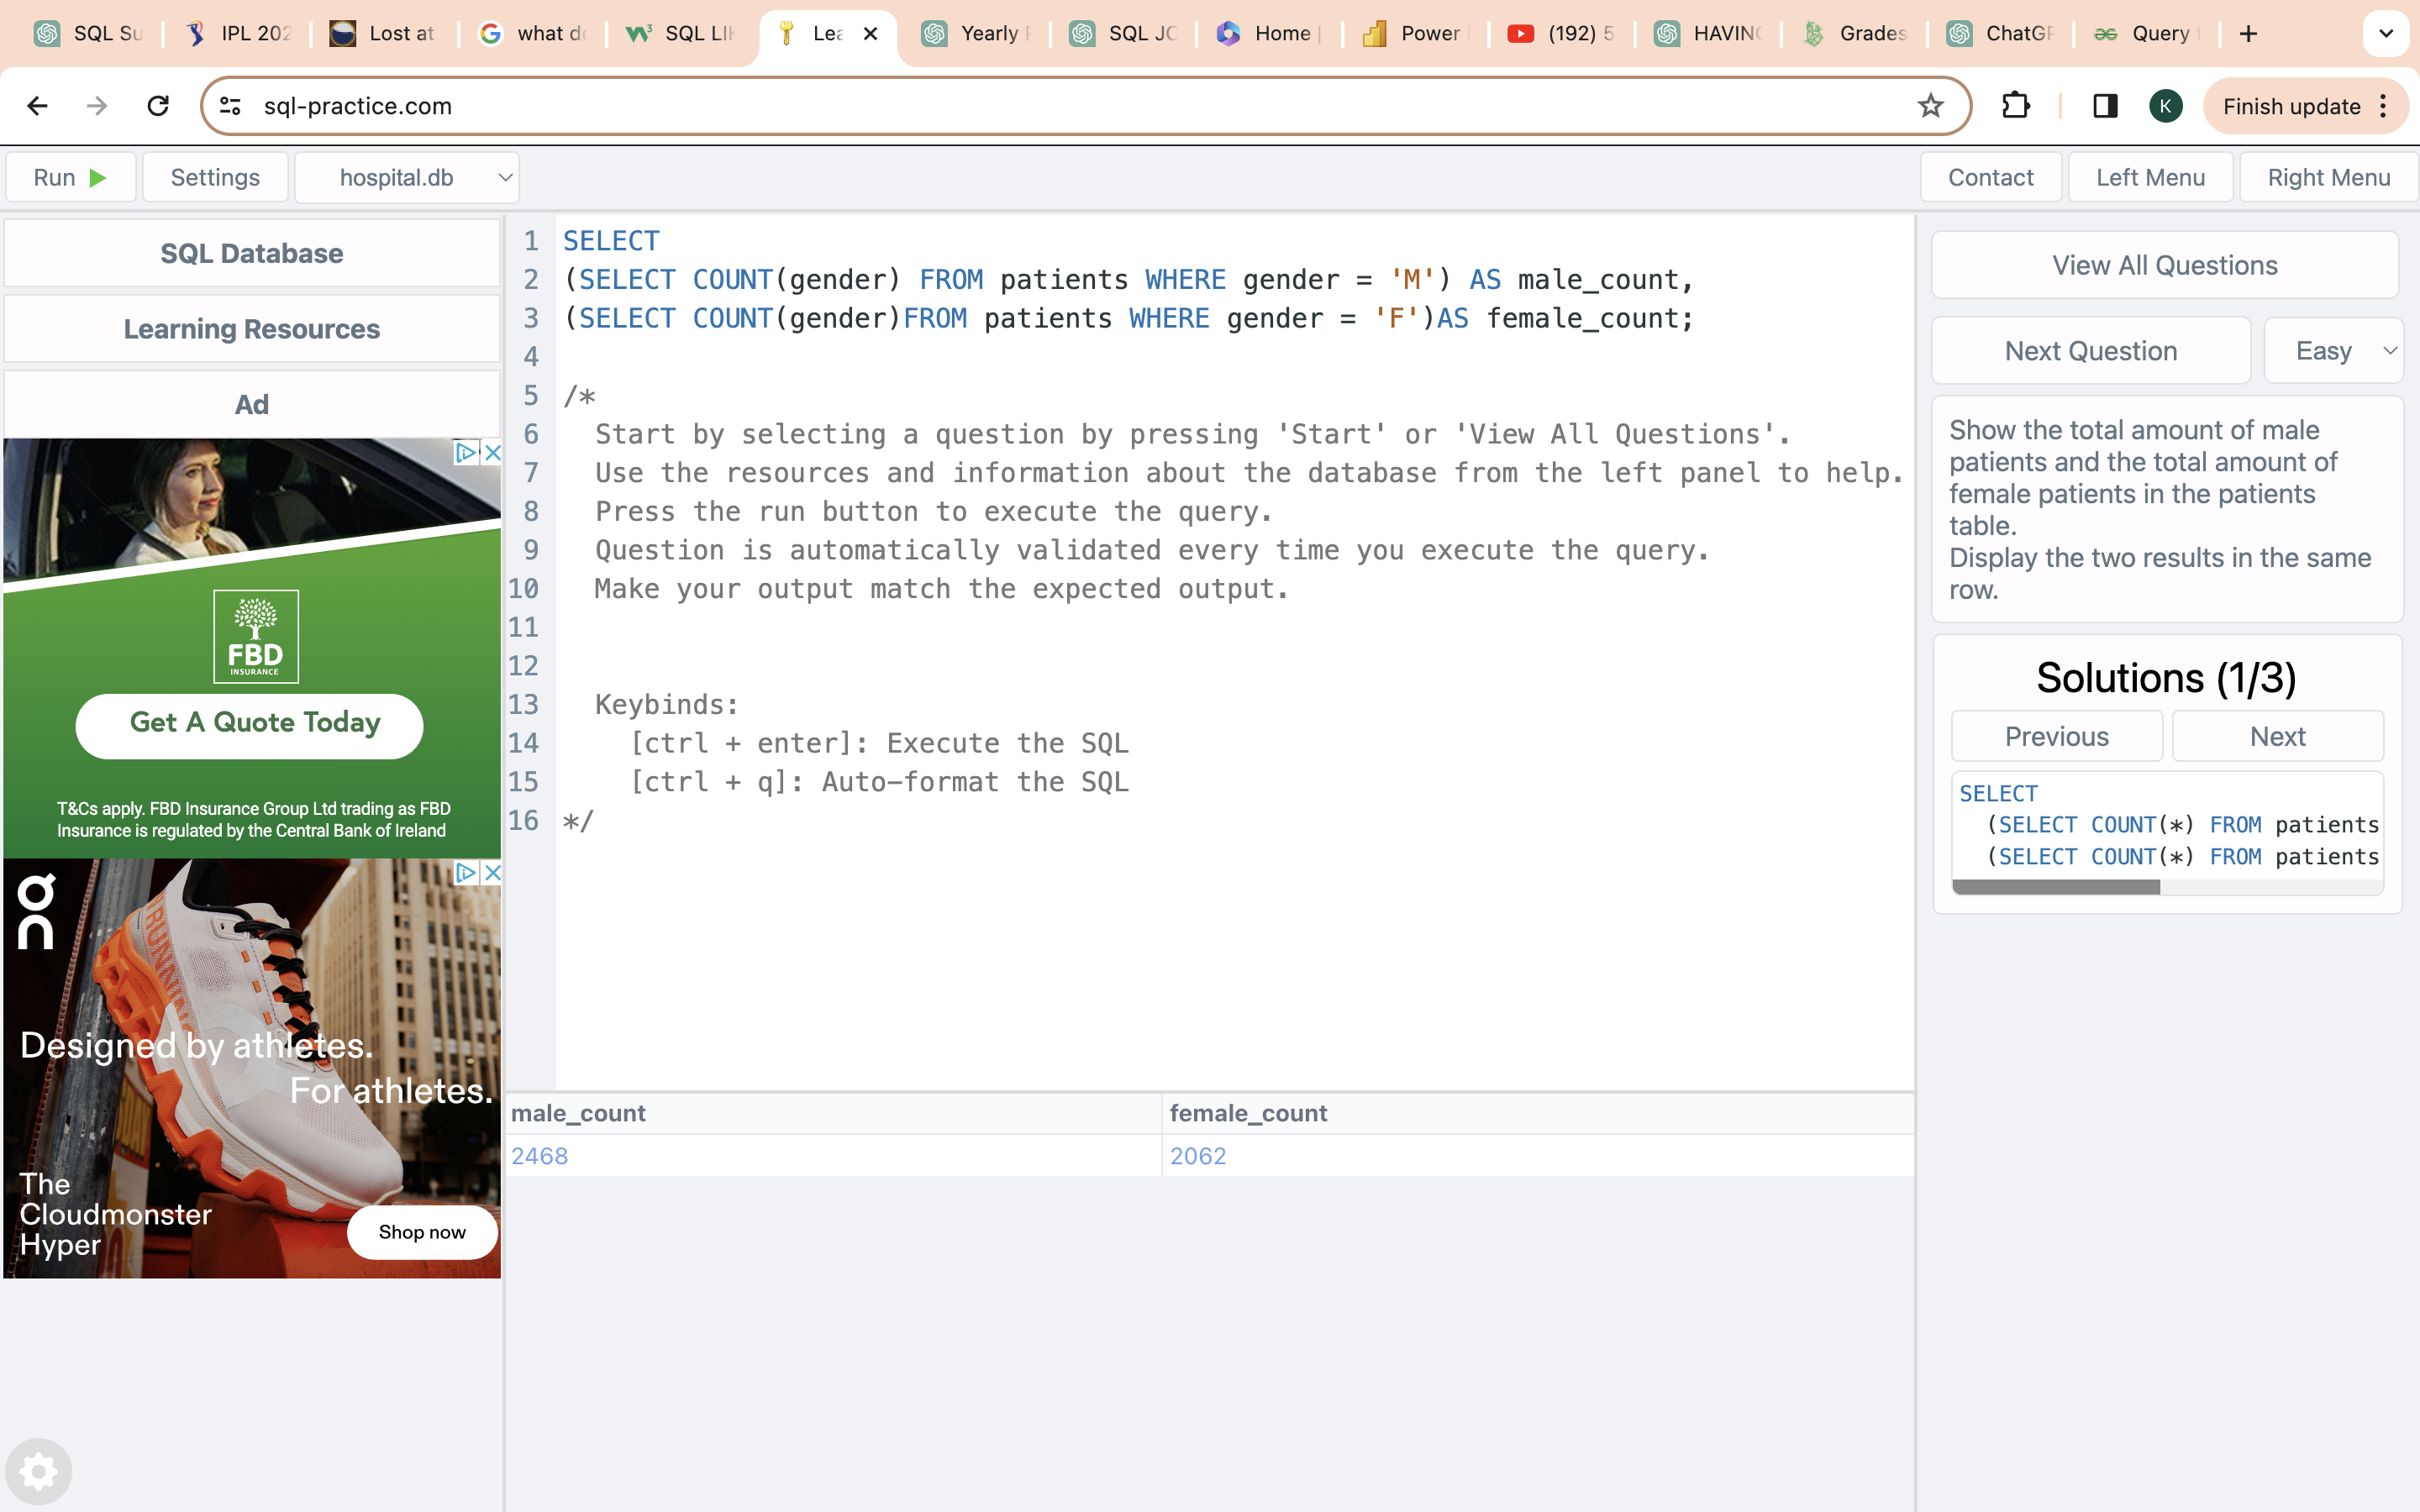 SQL Su
IPL 202
Lost at
what do
SQL LIK
Lea
Yearly
SQL JC
Home
Power
(192) 5
HAVING
Grades
ChatGP
Query
sql-practice.com
K
Finish update
Run
Settings
hospital.db
Contact
Left Menu
Right Menu
SQL Database
Learning Resources
Ad
FBD
INSURANCE
Get A Quote Today
T&Cs apply. FBD Insurance Group Ltd trading as FBD
Insurance is regulated by the Central Bank of Ireland
Designed by athletes.
For athletes.
The
Cloudmonster
Hyper
Shop now
1 SELECT
2 (SELECT COUNT(gender) FROM patients WHERE gender = 'M') AS male_count,
3 (SELECT COUNT(gender)FROM patients WHERE gender = 'F')AS female_count;
4
5 /*
6 Start by selecting a question by pressing 'Start' or 'View All Questions'.
7 Use the resources and information about the database from the left panel to help.
8 Press the run button to execute the query.
9 Question is automatically validated every time you execute the query.
10 Make your output match the expected output.
11
12
13 Keybinds:
14 [ctrl + enter]: Execute the SQL
15 [ctrl + q]: Auto-format the SQL
16 */
male_count female_count
2468 2062
View All Questions
Next Question
Easy
Show the total amount of male
patients and the total amount of
female patients in the patients
table.
Display the two results in the same
row.
Solutions (1/3)
Previous
Next
SELECT
(SELECT COUNT(*) FROM patients
(SELECT COUNT(*) FROM patients